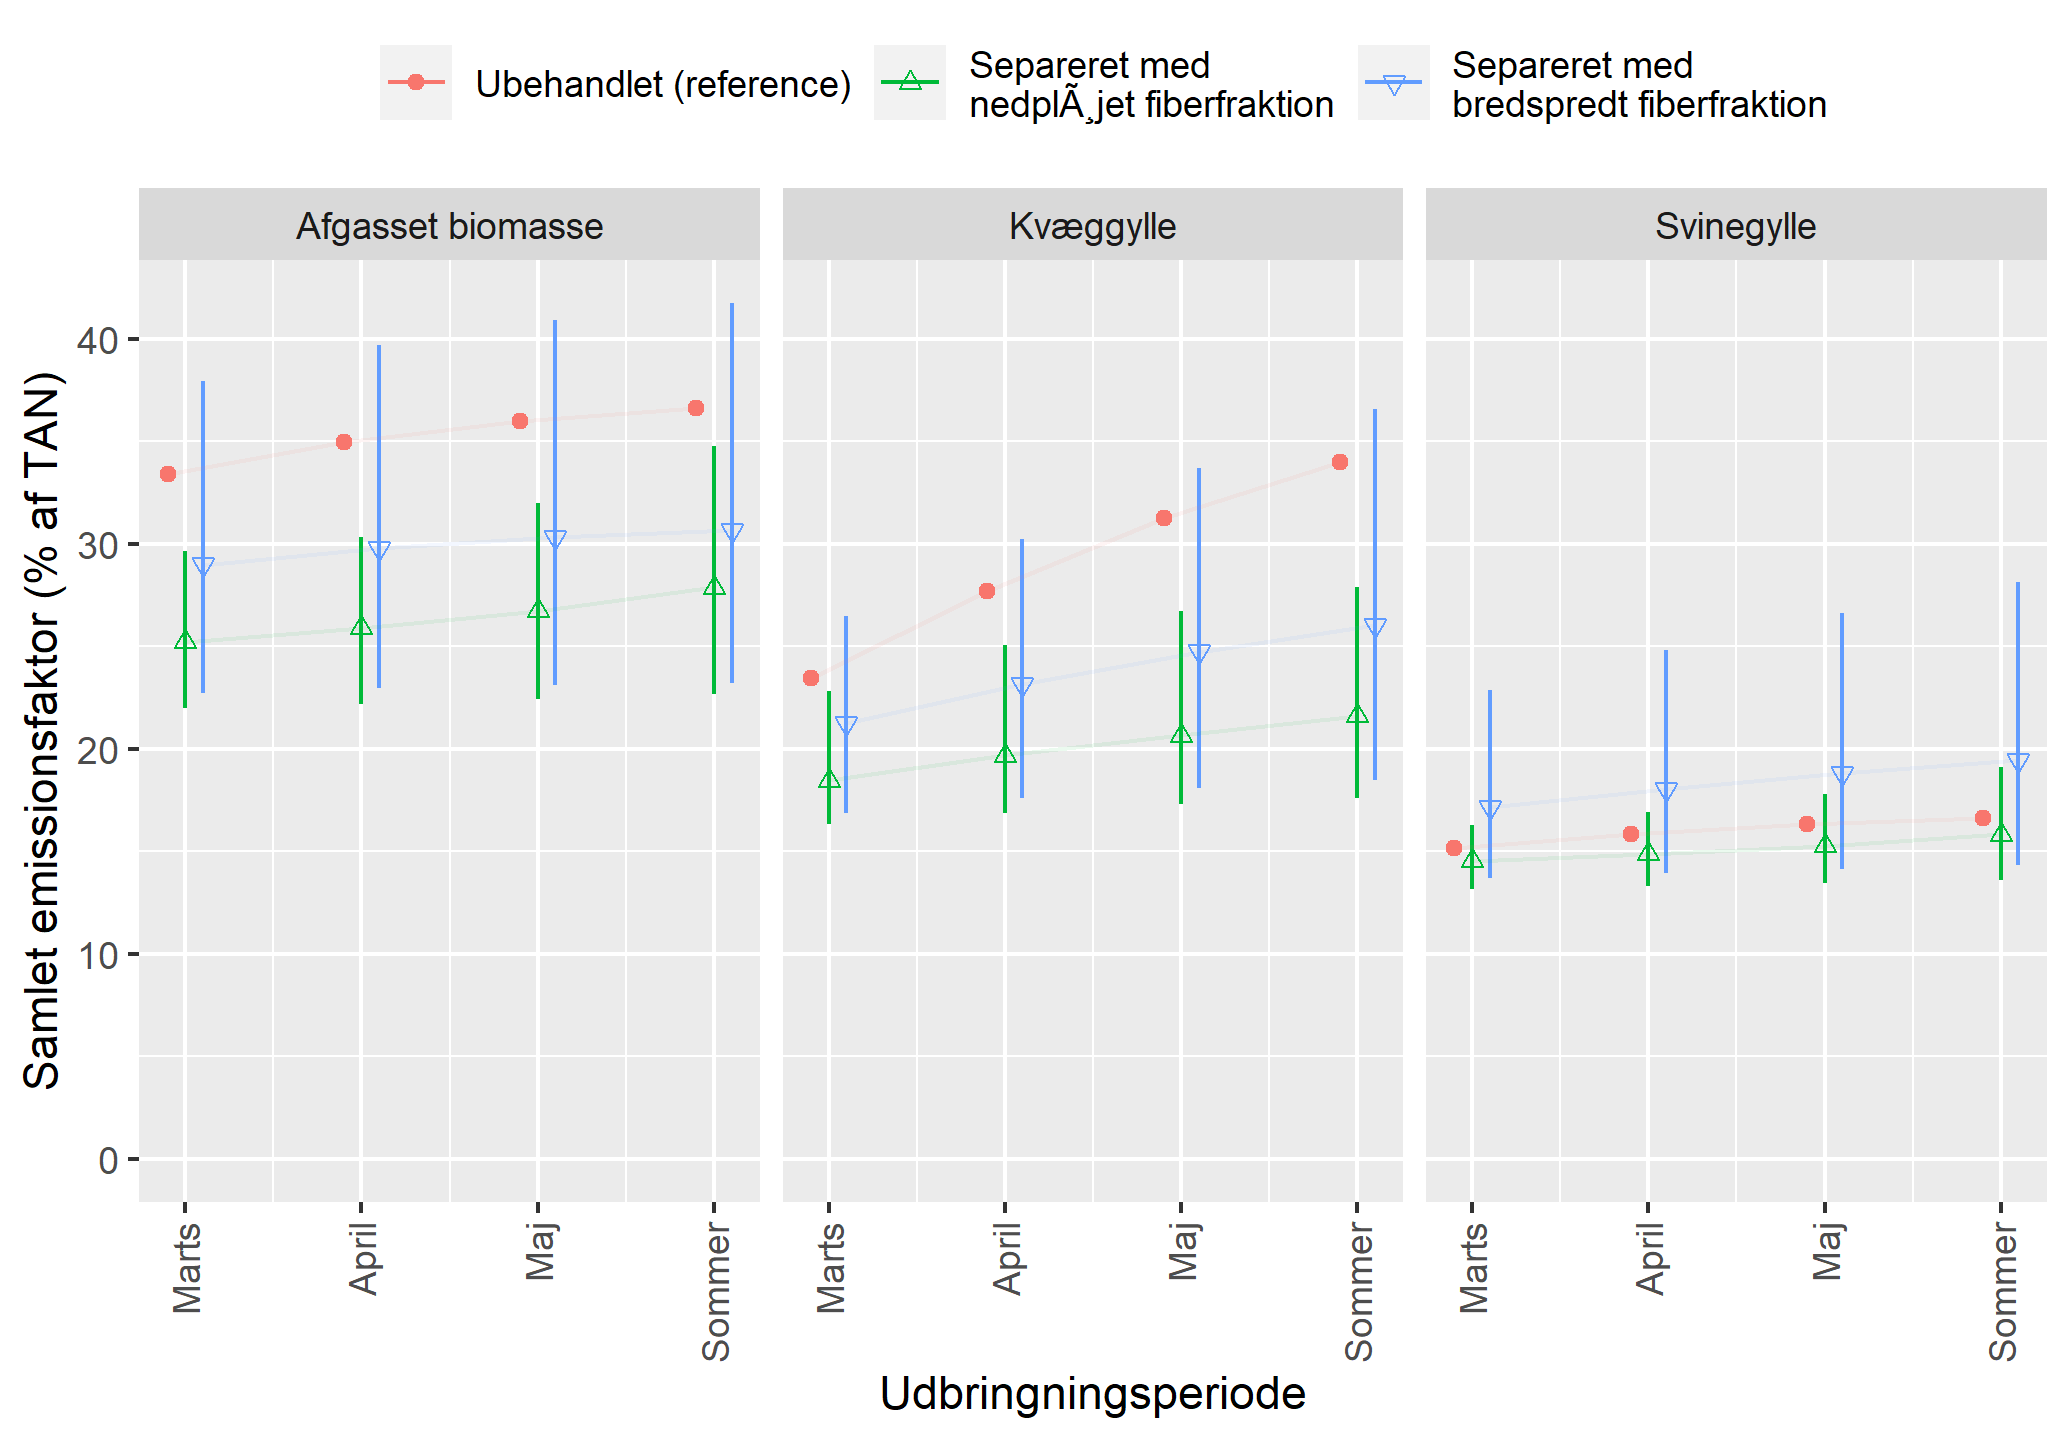 Ubehandlet (reference)
Separeret med
nedplÃ¸jet fiberfraktion
Separeret med
bredspredt fiberfraktion
Afgasset biomasse
Kvæggylle
Svinegylle
Samlet emissionsfaktor (% af TAN)
40
30
20
10
0
Marts
April
Maj
Sommer
Marts
April
Maj
Sommer
Marts
April
Maj
Sommer
Udbringningsperiode